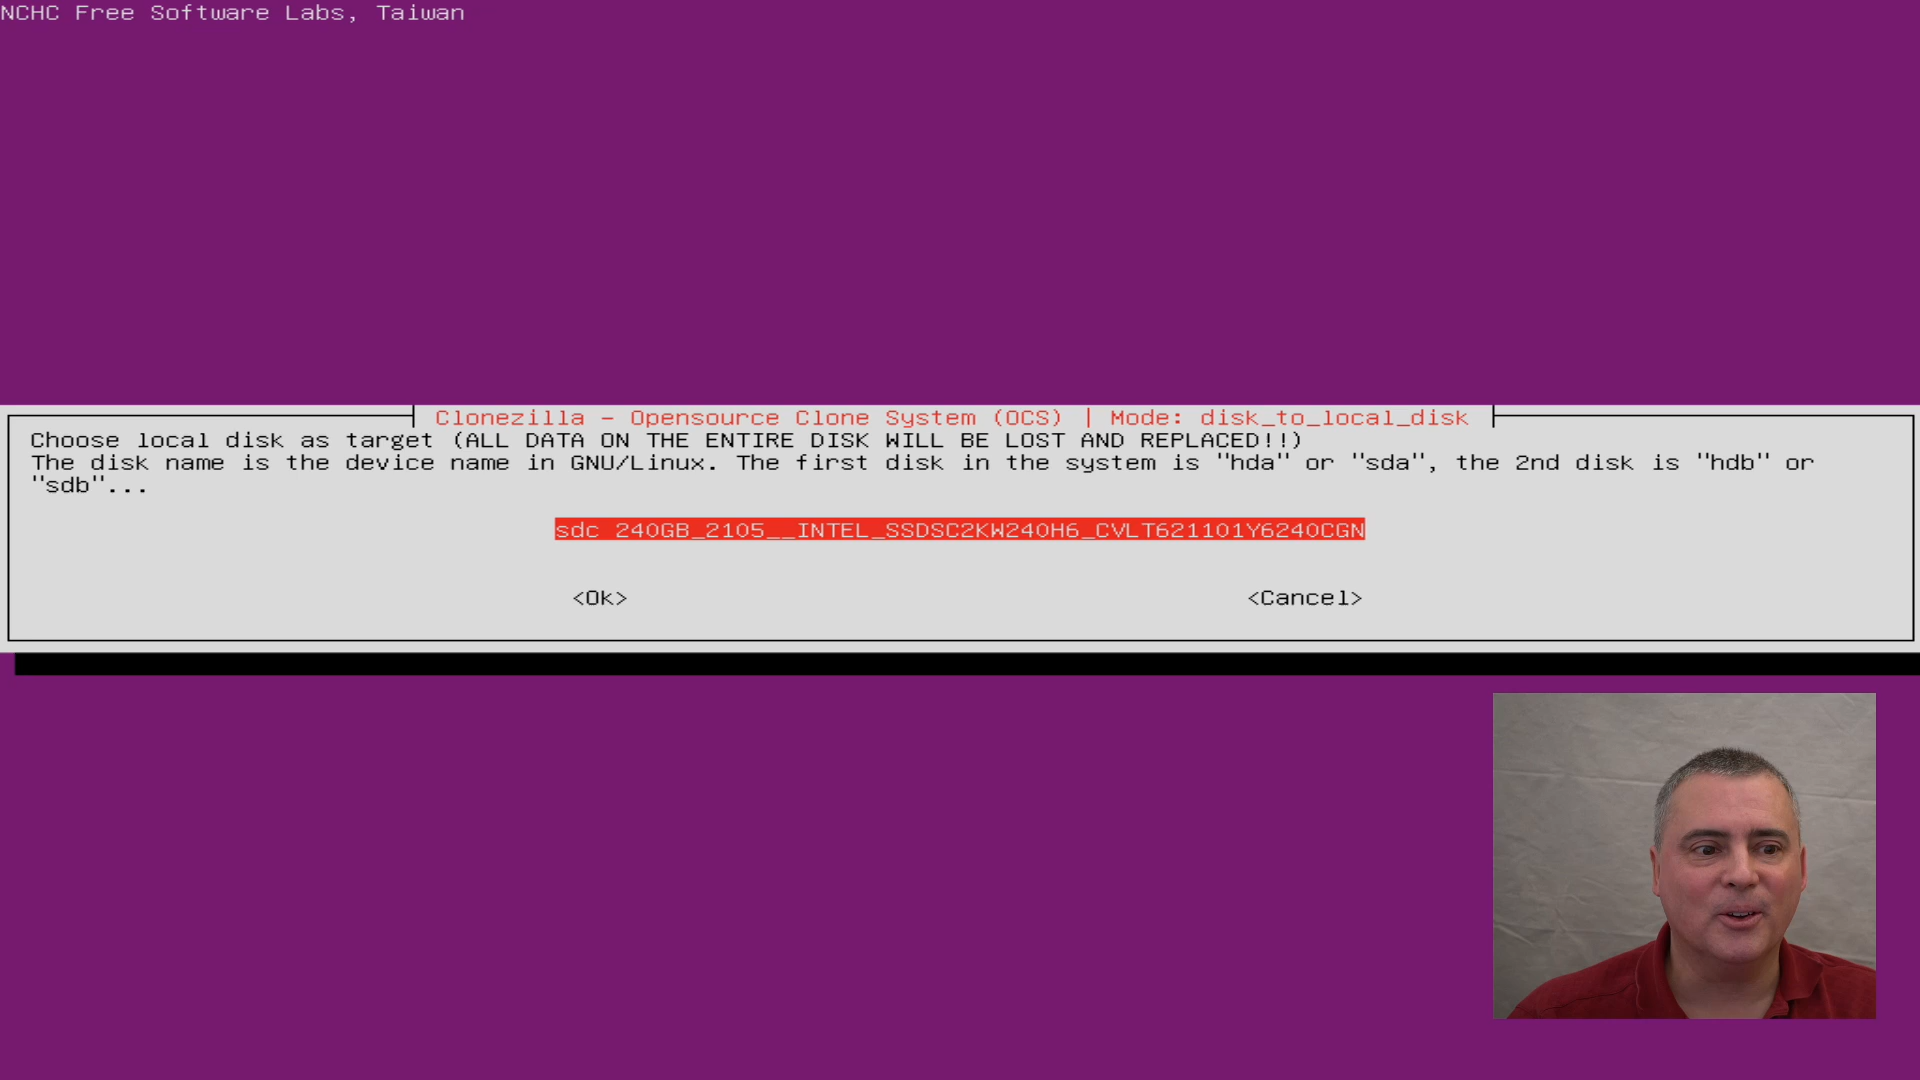 NCHC Free Software Labs, Taiwan
Clonezilla - Opensource Clone System (OCS) | Mode: disk_to_local_disk
Choose local disk as target (ALL DATA ON THE ENTIRE DISK WILL BE LOST AND REPLACED!!)
The disk name is the device name in GNU/Linux. The first disk in the system is "hda" or "sda", the 2nd disk is "hdb" or
"sdb"...
sdc 240GB_2105__INTEL_SSDSC2KW240H6_CVLT621101Y6240CGN
<Ok> <Cancel>